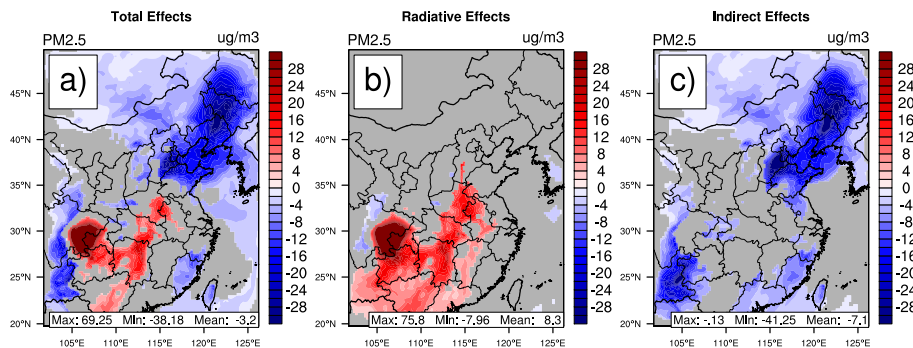 Total Effects
PM2.5 ug/m3
a)
45°N
40°N
35°N
30°N
25°N
20°N
105°E 110°E 115°E 120°E 125°E
Max: 69,25 MIn: -38,18 Mean: -3,2
28
24
20
16
12
8
4
0
-4
-8
-12
-16
-20
-24
-28
Radiative Effects
PM2.5 ug/m3
b)
45°N
40°N
35°N
30°N
25°N
20°N
105°E 110°E 115°E 120°E 125°E
Max: 75,8 MIn: -7,96 Mean: 8,3
28
24
20
16
12
8
4
0
-4
-8
-12
-16
-20
-24
-28
Indirect Effects
PM2.5 ug/m3
c)
45°N
40°N
35°N
30°N
25°N
20°N
105°E 110°E 115°E 120°E 125°E
Max: -,13 MIn: -41,25 Mean: -7,1
28
24
20
16
12
8
4
0
-4
-8
-12
-16
-20
-24
-28